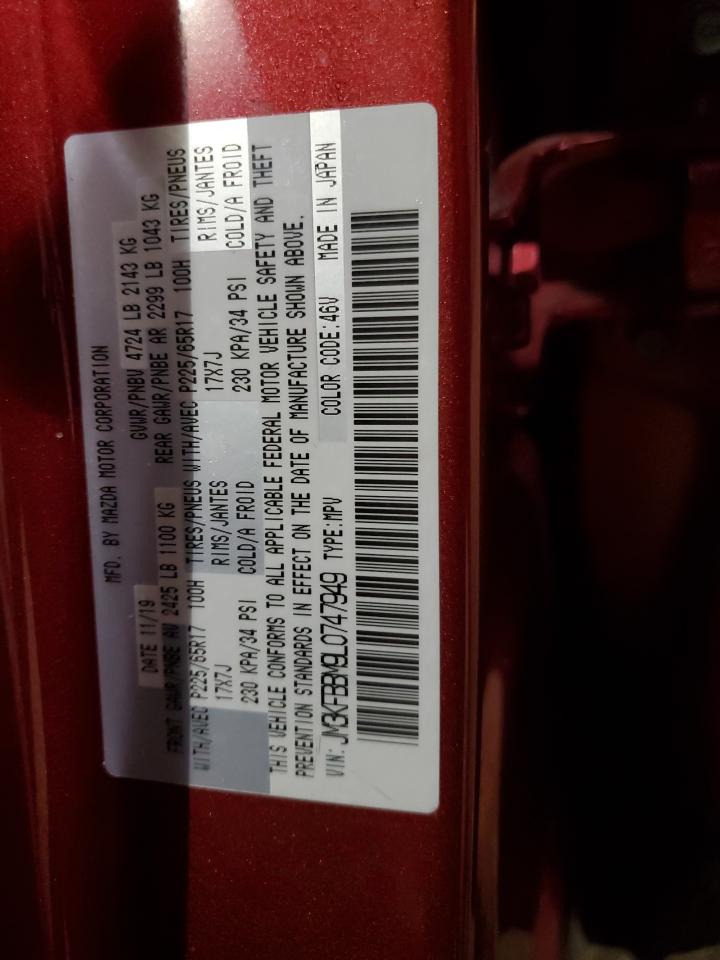 MFD. BY MAZDA MOTOR CORPORATION
DATE 11/19 GVWR/PNBV 4724 LB 2143 KG
FRONT GAWR/PNBE AV 2425 LB 1100 KG REAR GAWR/PNBE AR 2299 LB 1043 KG
WITH/AVEC P225/65R17 100H TIRES/PNEUS WITH/AVEC P225/65R17 100H TIRES/PNEUS
17X7J RIMS/JANTES 17X7J RIMS/JANTES
230 KPA/34 PSI COLD/A FROID 230 KPA/34 PSI COLD/A FROID
THIS VEHICLE CONFORMS TO ALL APPLICABLE FEDERAL MOTOR VEHICLE SAFETY AND THEFT
PREVENTION STANDARDS IN EFFECT ON THE DATE OF MANUFACTURE SHOWN ABOVE.
VIN: JM3KFBBM9L0747949 TYPE:MPV COLOR CODE:46V MADE IN JAPAN